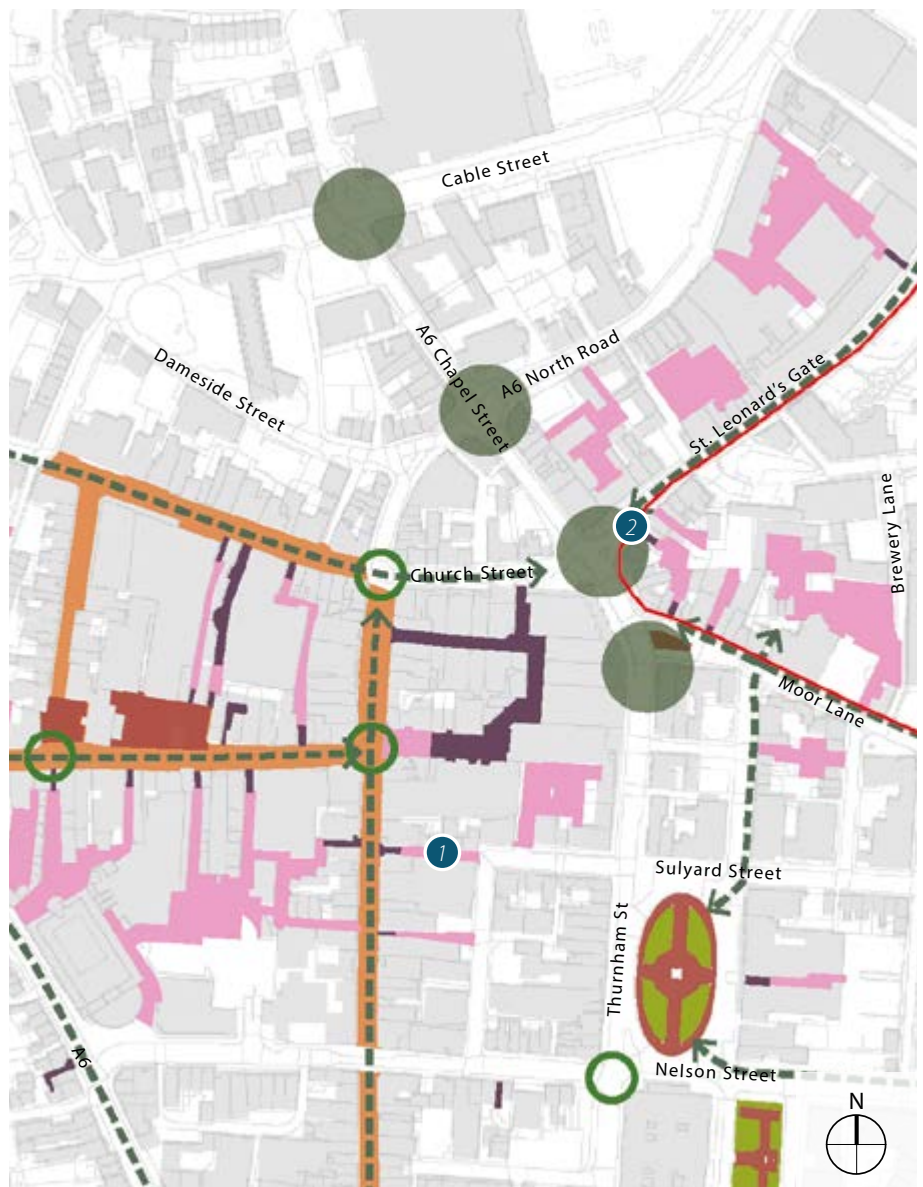 Cable Street
A6 Chapel Street
A6 North Road
Dameside Street
St. Leonard's Gate
Brewery Lane
2
Church Street
Moor Lane
1
Sulyard Street
Thurnham St
A6
Nelson Street
N